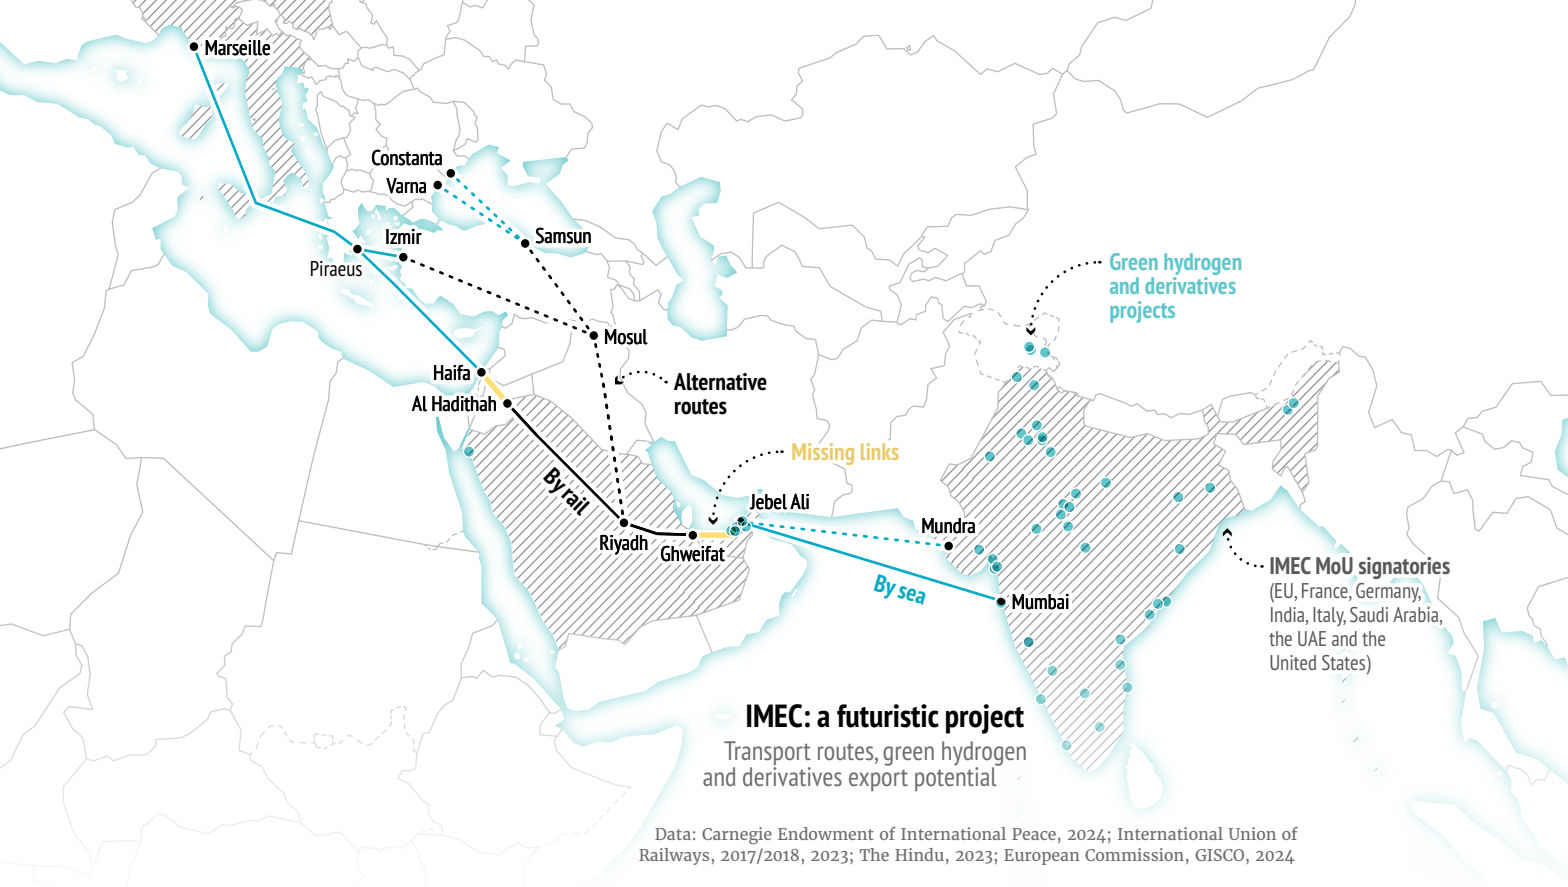 Marseille
Constanta
Varna
Samsun
Izmir
Piraeus
Green hydrogen
and derivatives
projects
Mosul
Haifa
Alternative
routes
Al Hadithah
Missing links
By rail
Jebel Ali
Riyadh
Ghweifat
Mundra
By sea
Mumbai
IMEC MoU signatories
(EU, France, Germany,
India, Italy, Saudi Arabia,
the UAE and the
United States)
IMEC: a futuristic project
Transport routes, green hydrogen
and derivatives export potential
Data: Carnegie Endowment of International Peace, 2024; International Union of
Railways, 2017/2018, 2023; The Hindu, 2023; European Commission, GISCO, 2024